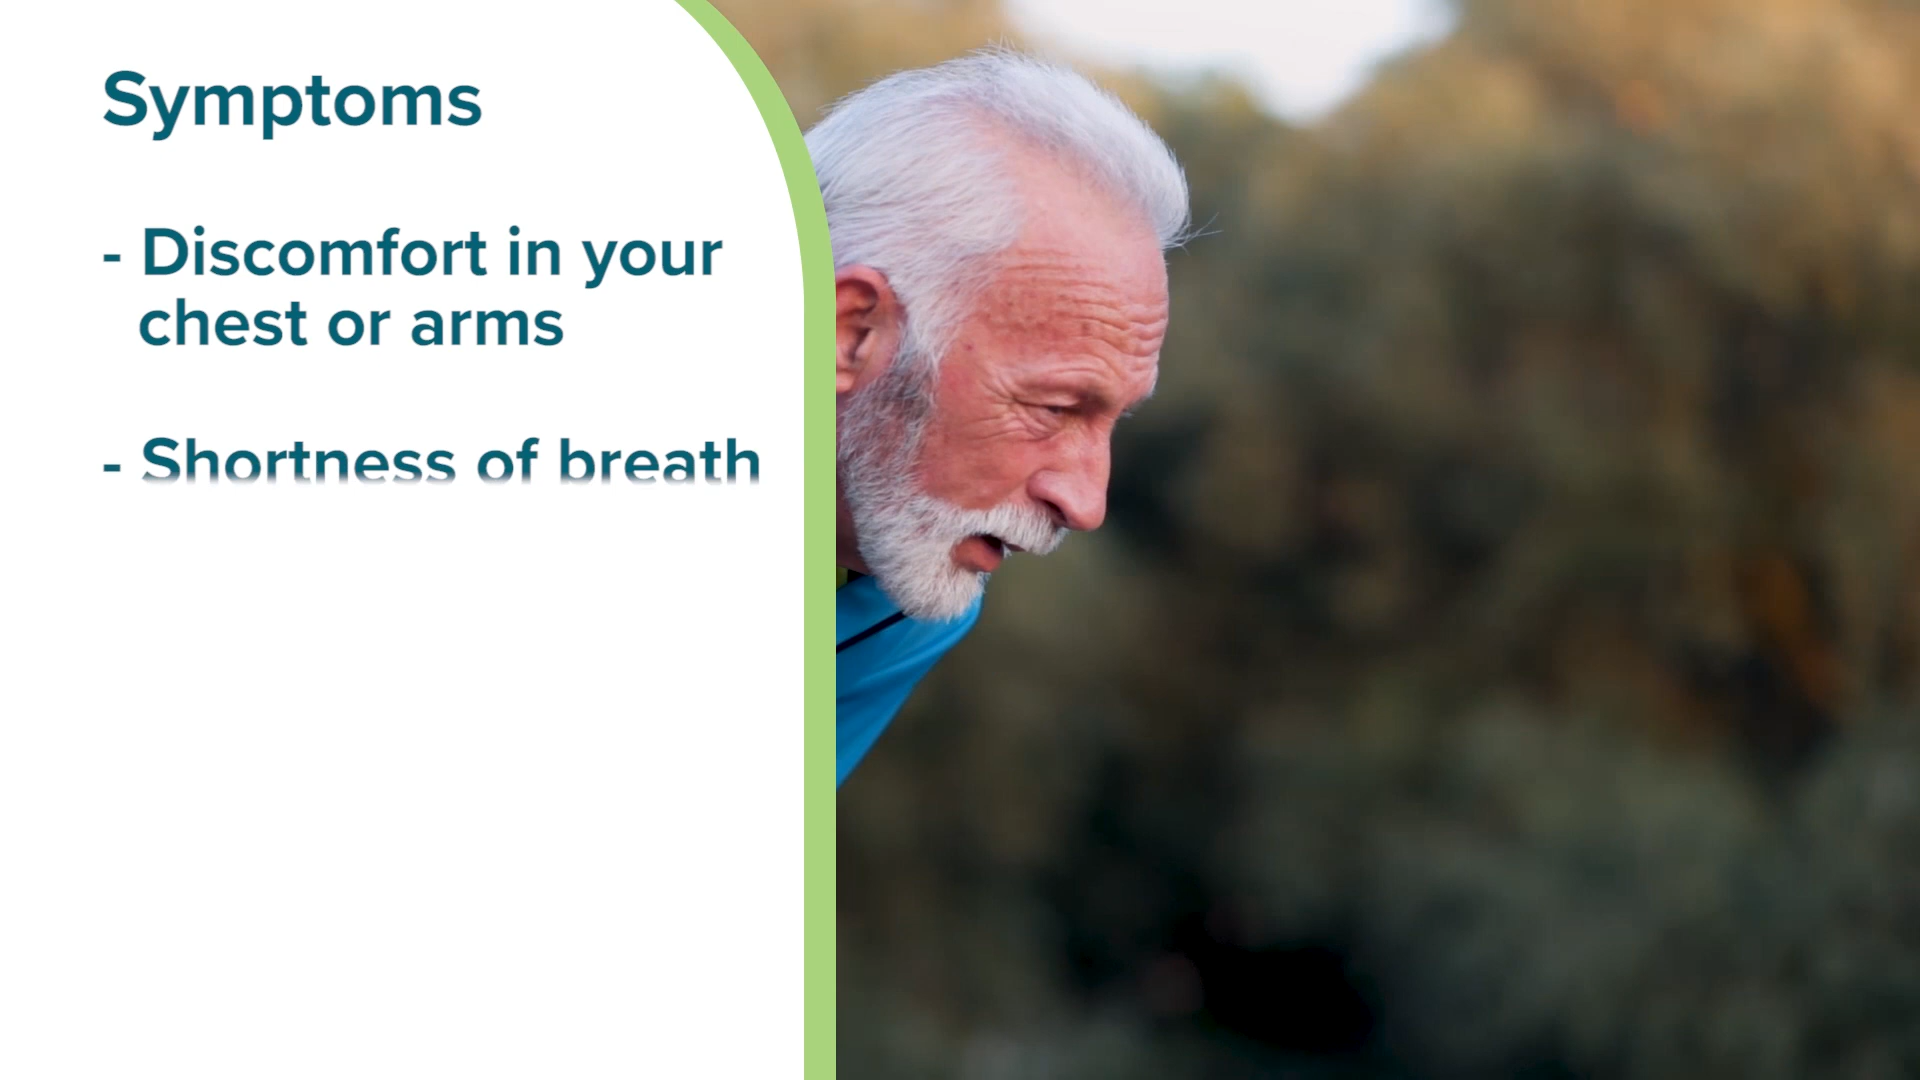 Symptoms
- Discomfort in your
chest or arms
- Shortness of breath